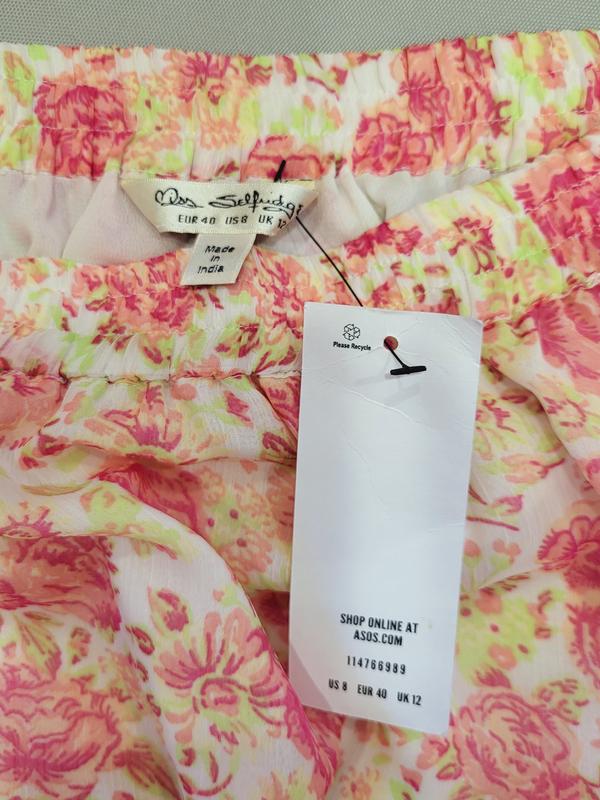 Miss Selfridge
EUR 40 US 8 UK 12
Made
in
India
Please Recycle
SHOP ONLINE AT
ASOS.COM
114766989
US 8 EUR 40 UK 12